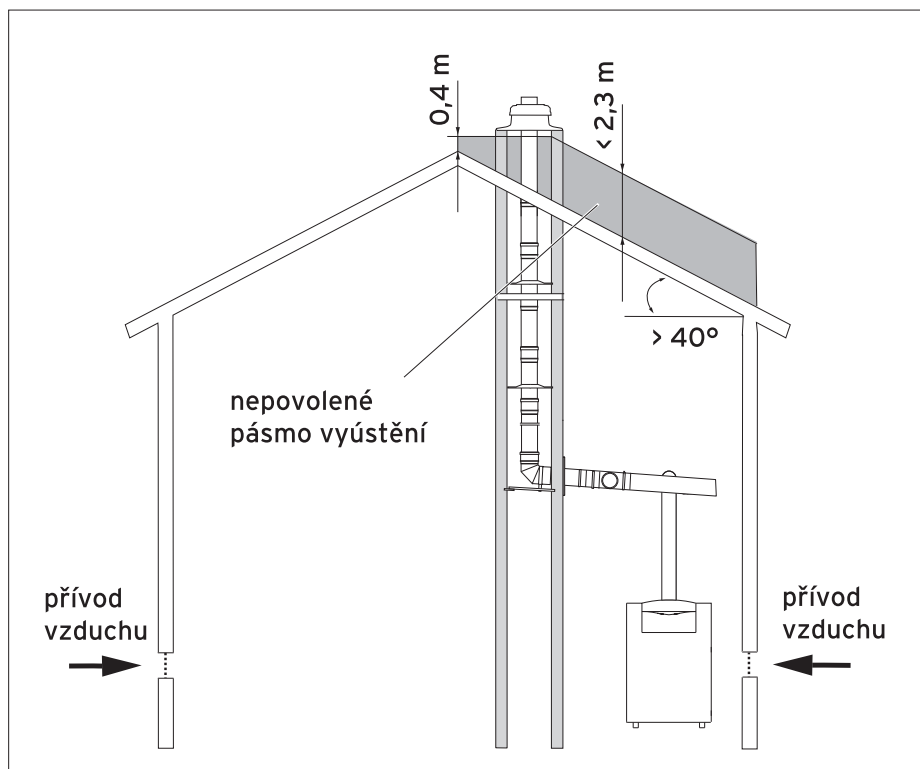 0,4 m
< 2,3 m
> 40°
nepovolené
pásmo vyústění
přívod
vzduchu
přívod
vzduchu